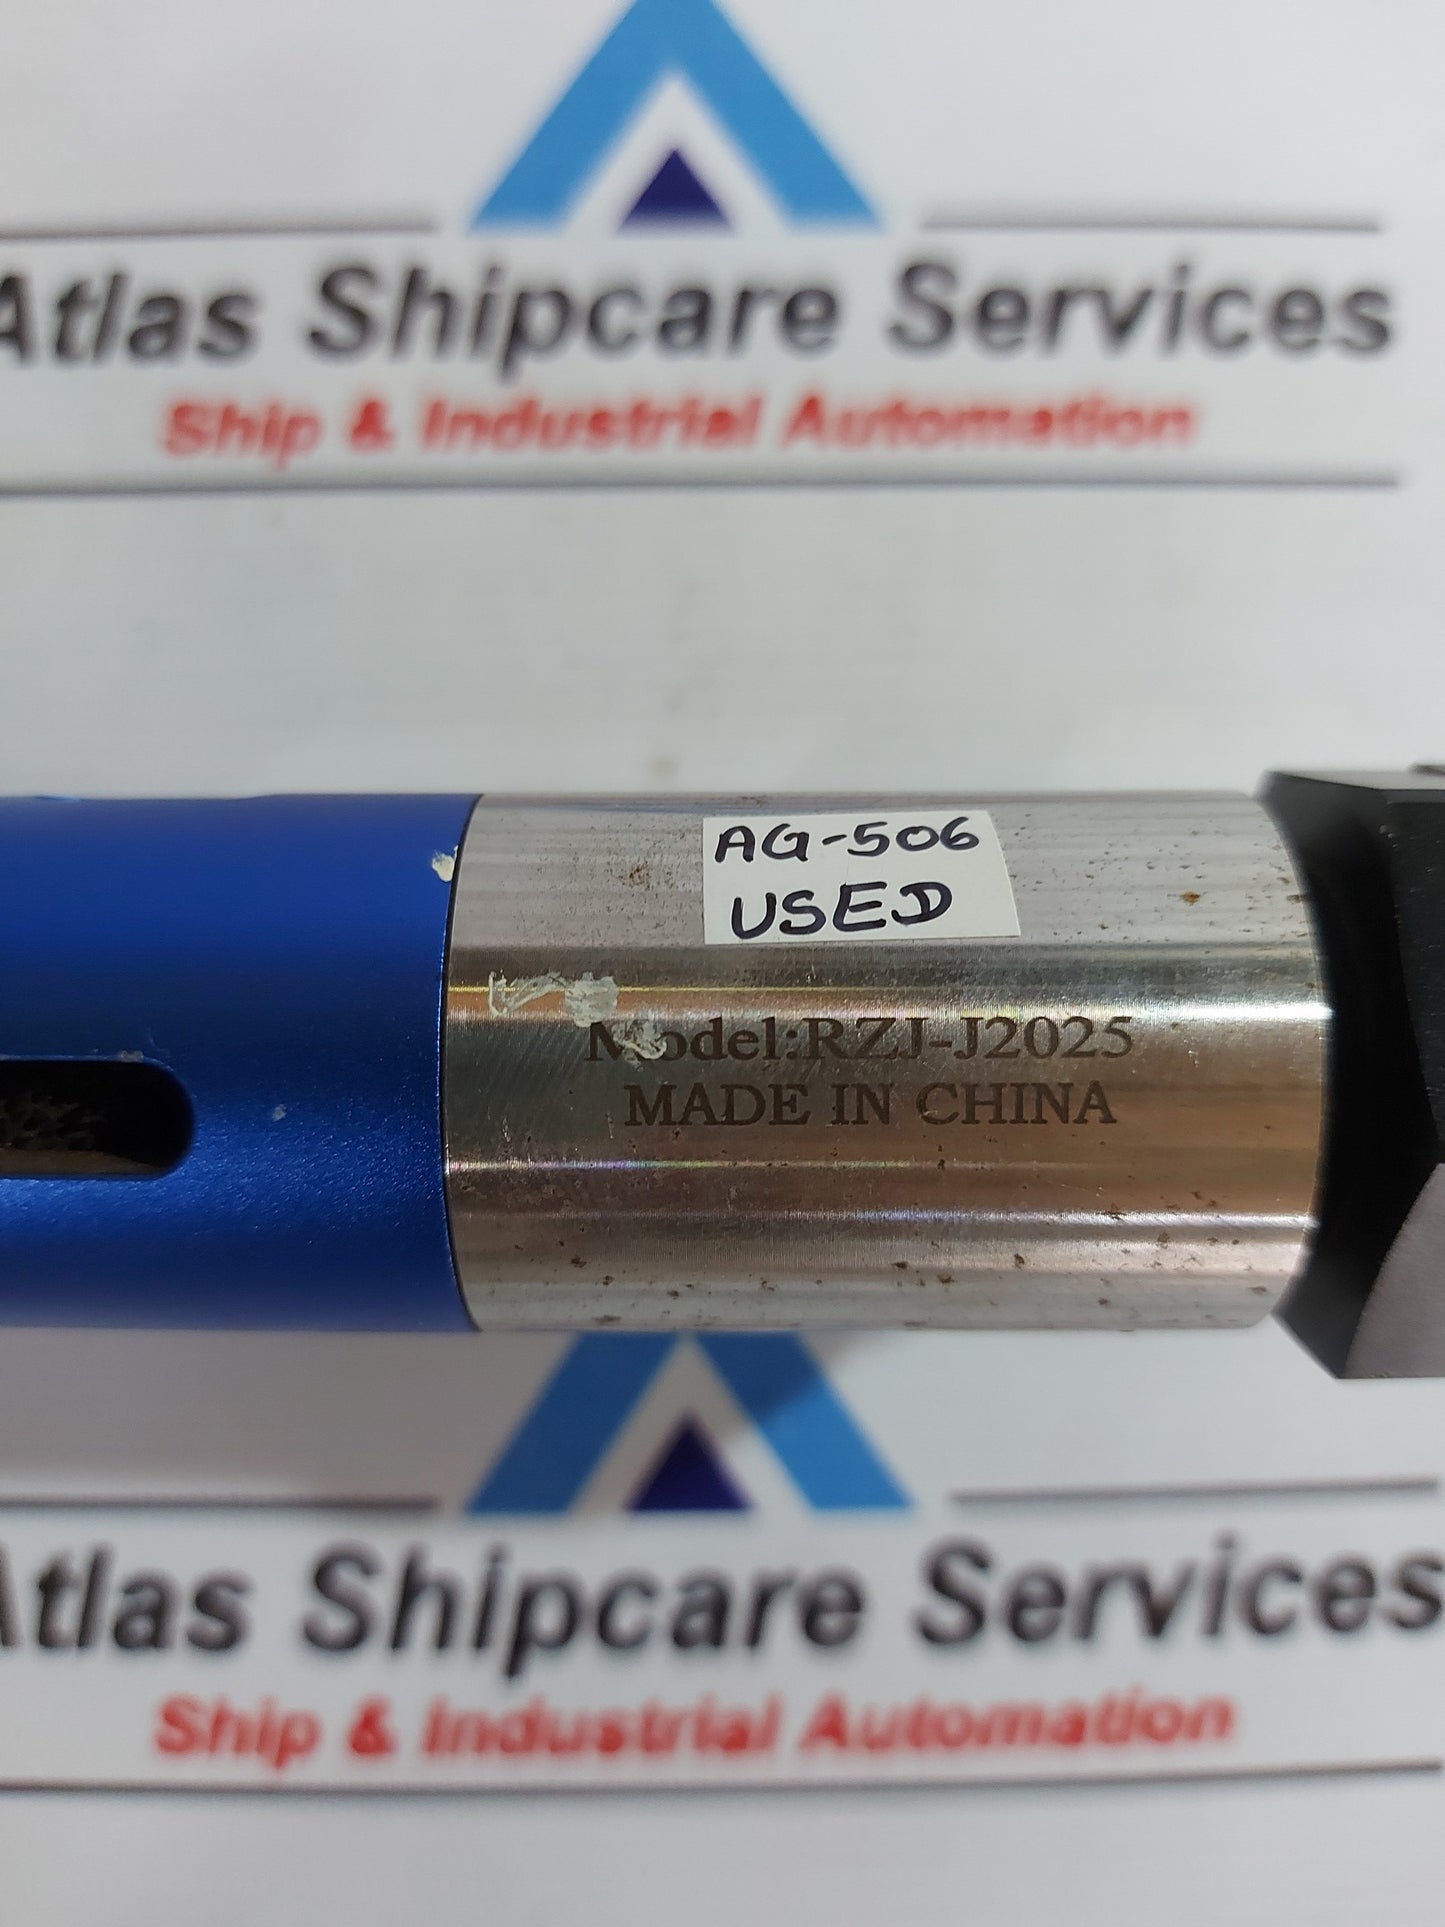 Atlas Shipcare Services
Ship & Industrial Automation
AG-506
USED
Model:RZJ-J2025
MADE IN CHINA
Atlas Shipcare Services
Ship & Industrial Automation